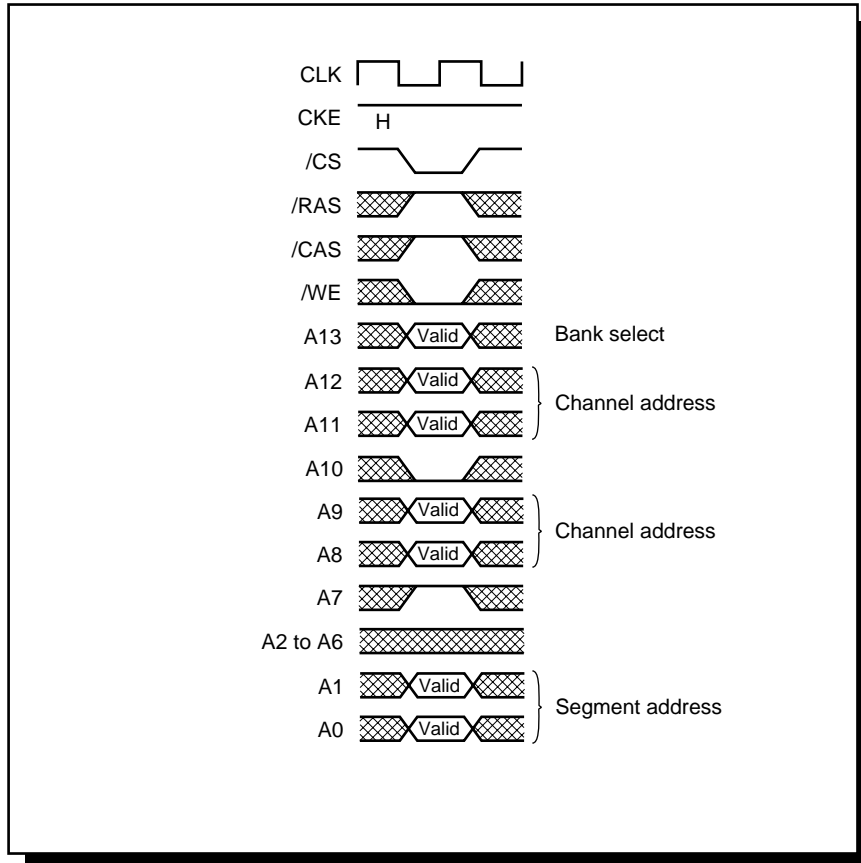 CLK
CKE H
/CS
/RAS
/CAS
/WE
A13 Valid Bank select
A12 Valid
Channel address
A11 Valid
A10
A9 Valid
Channel address
A8 Valid
A7
A2 to A6
A1 Valid
Segment address
A0 Valid